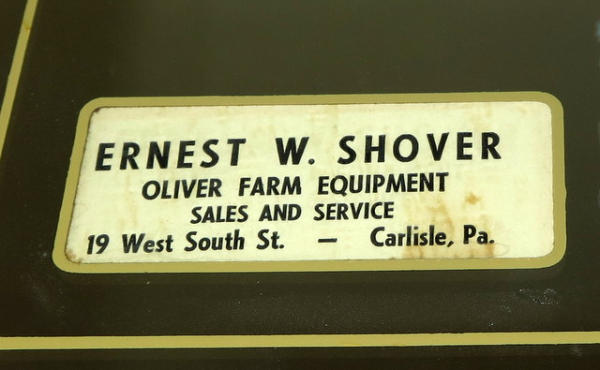 ERNEST W. SHOVER
OLIVER FARM EQUIPMENT
SALES AND SERVICE
19 West South St. — Carlisle, Pa.